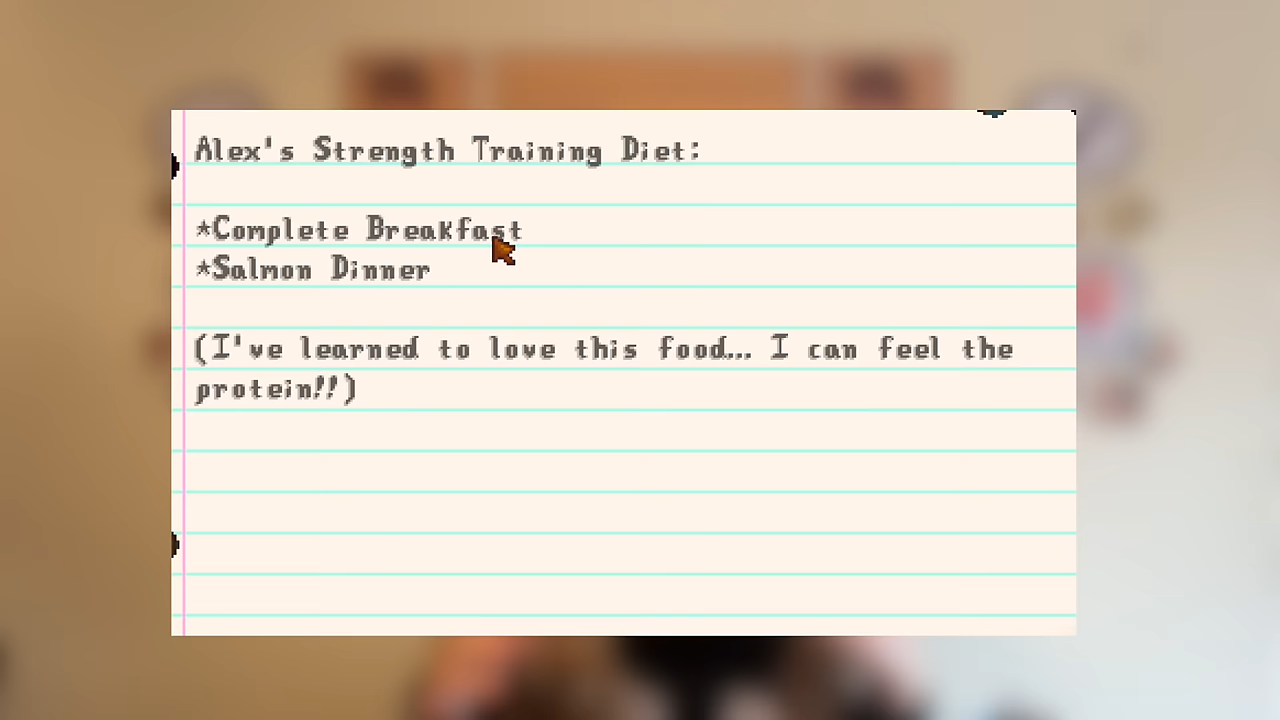 Alex's Strength Training Diet:
*Complete Breakfast
*Salmon Dinner
(I've learned to love this food... I can feel the
protein!!)